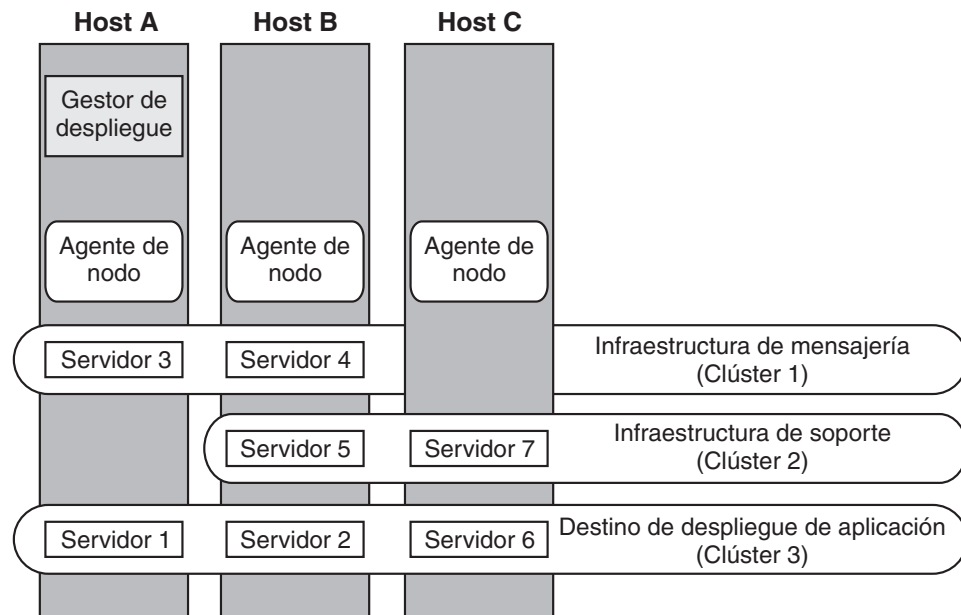 Host A Host B Host C
Gestor de
despliegue
Agente de
nodo
Agente de
nodo
Agente de
nodo
Servidor 3
Servidor 4
Infraestructura de mensajería
(Clúster 1)
Servidor 5
Servidor 7
Infraestructura de soporte
(Clúster 2)
Servidor 1
Servidor 2
Servidor 6
Destino de despliegue de aplicación
(Clúster 3)